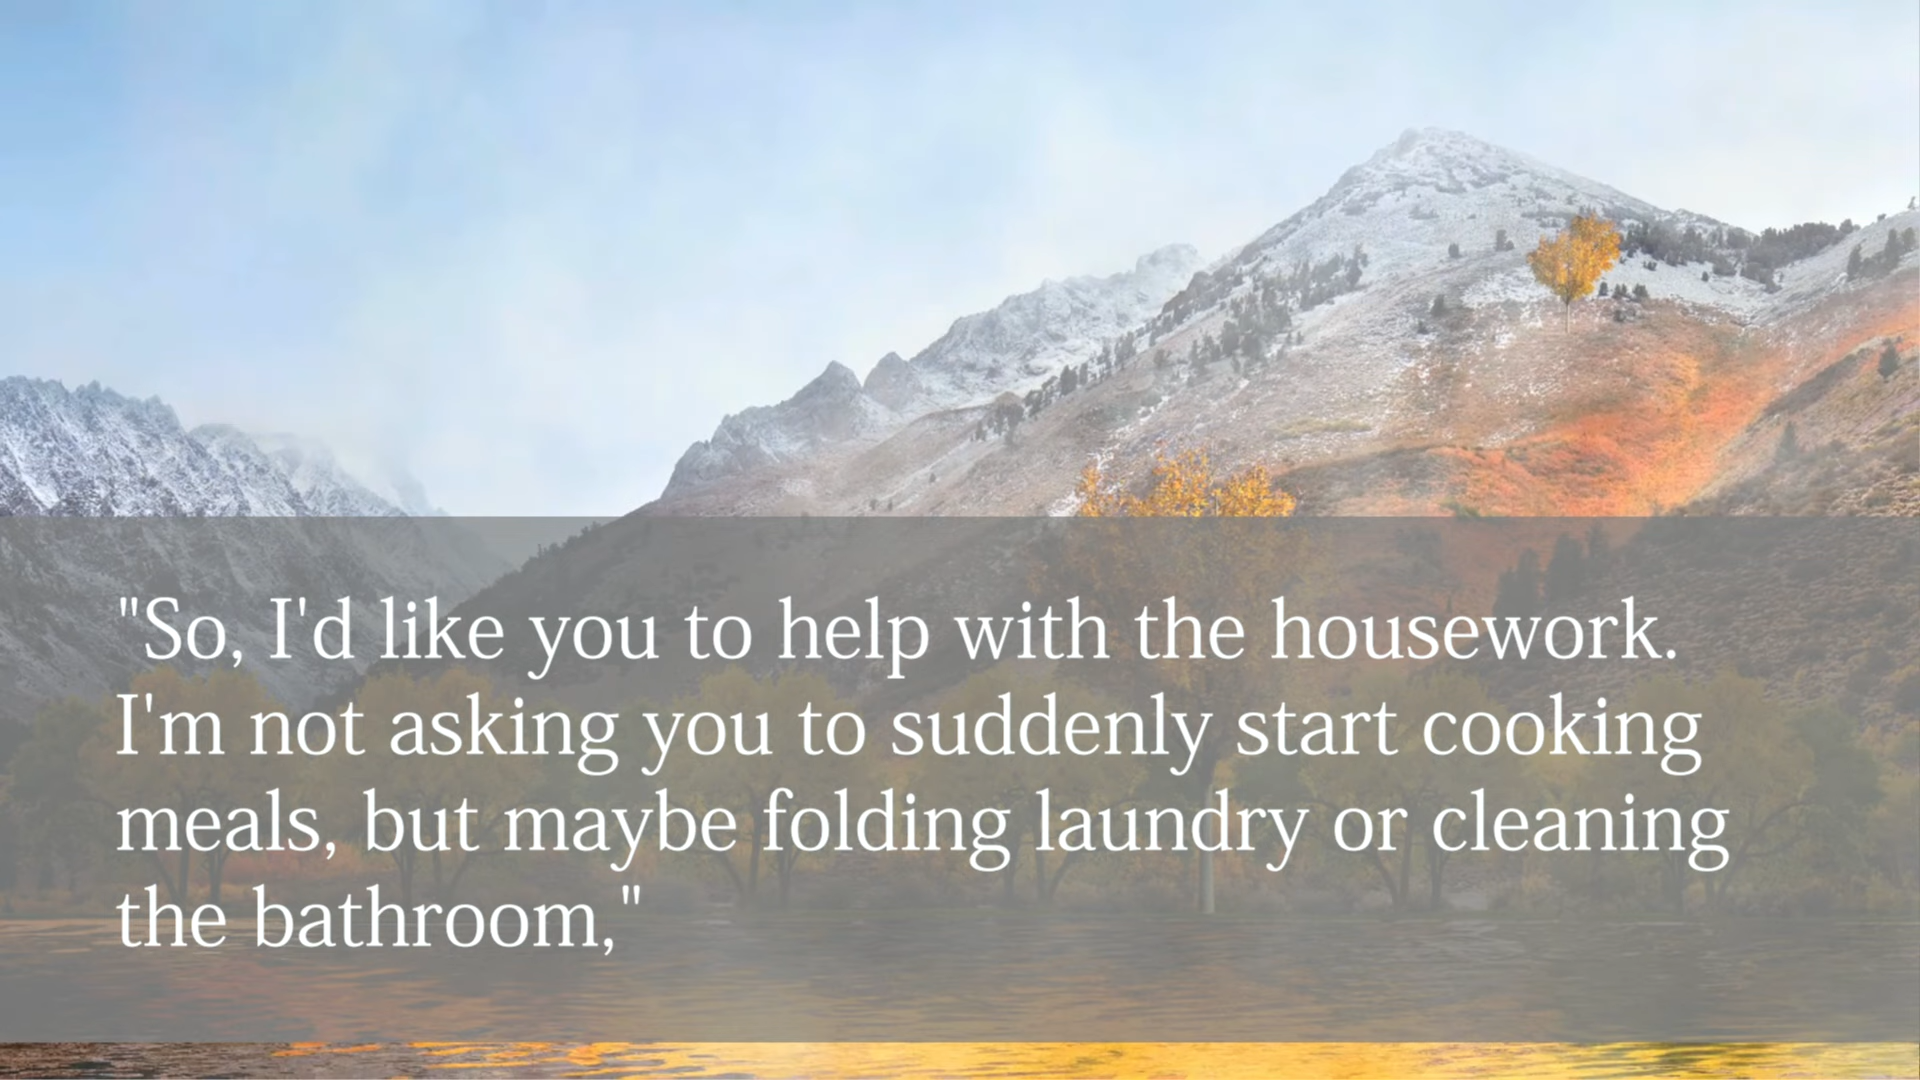 "So, I'd like you to help with the housework.
I'm not asking you to suddenly start cooking
meals, but maybe folding laundry or cleaning
the bathroom,"